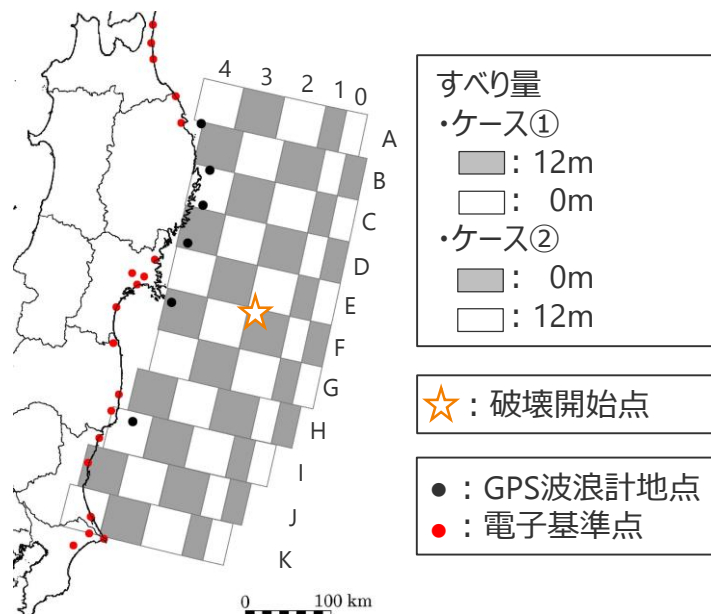 4
3
2
1
0
A
B
C
D
E
F
G
H
I
J
K
0 100 km
すべり量
・ケース①
: 12m
: 0m
・ケース②
: 0m
: 12m
: 破壊開始点
: GPS波浪計地点
: 電子基準点